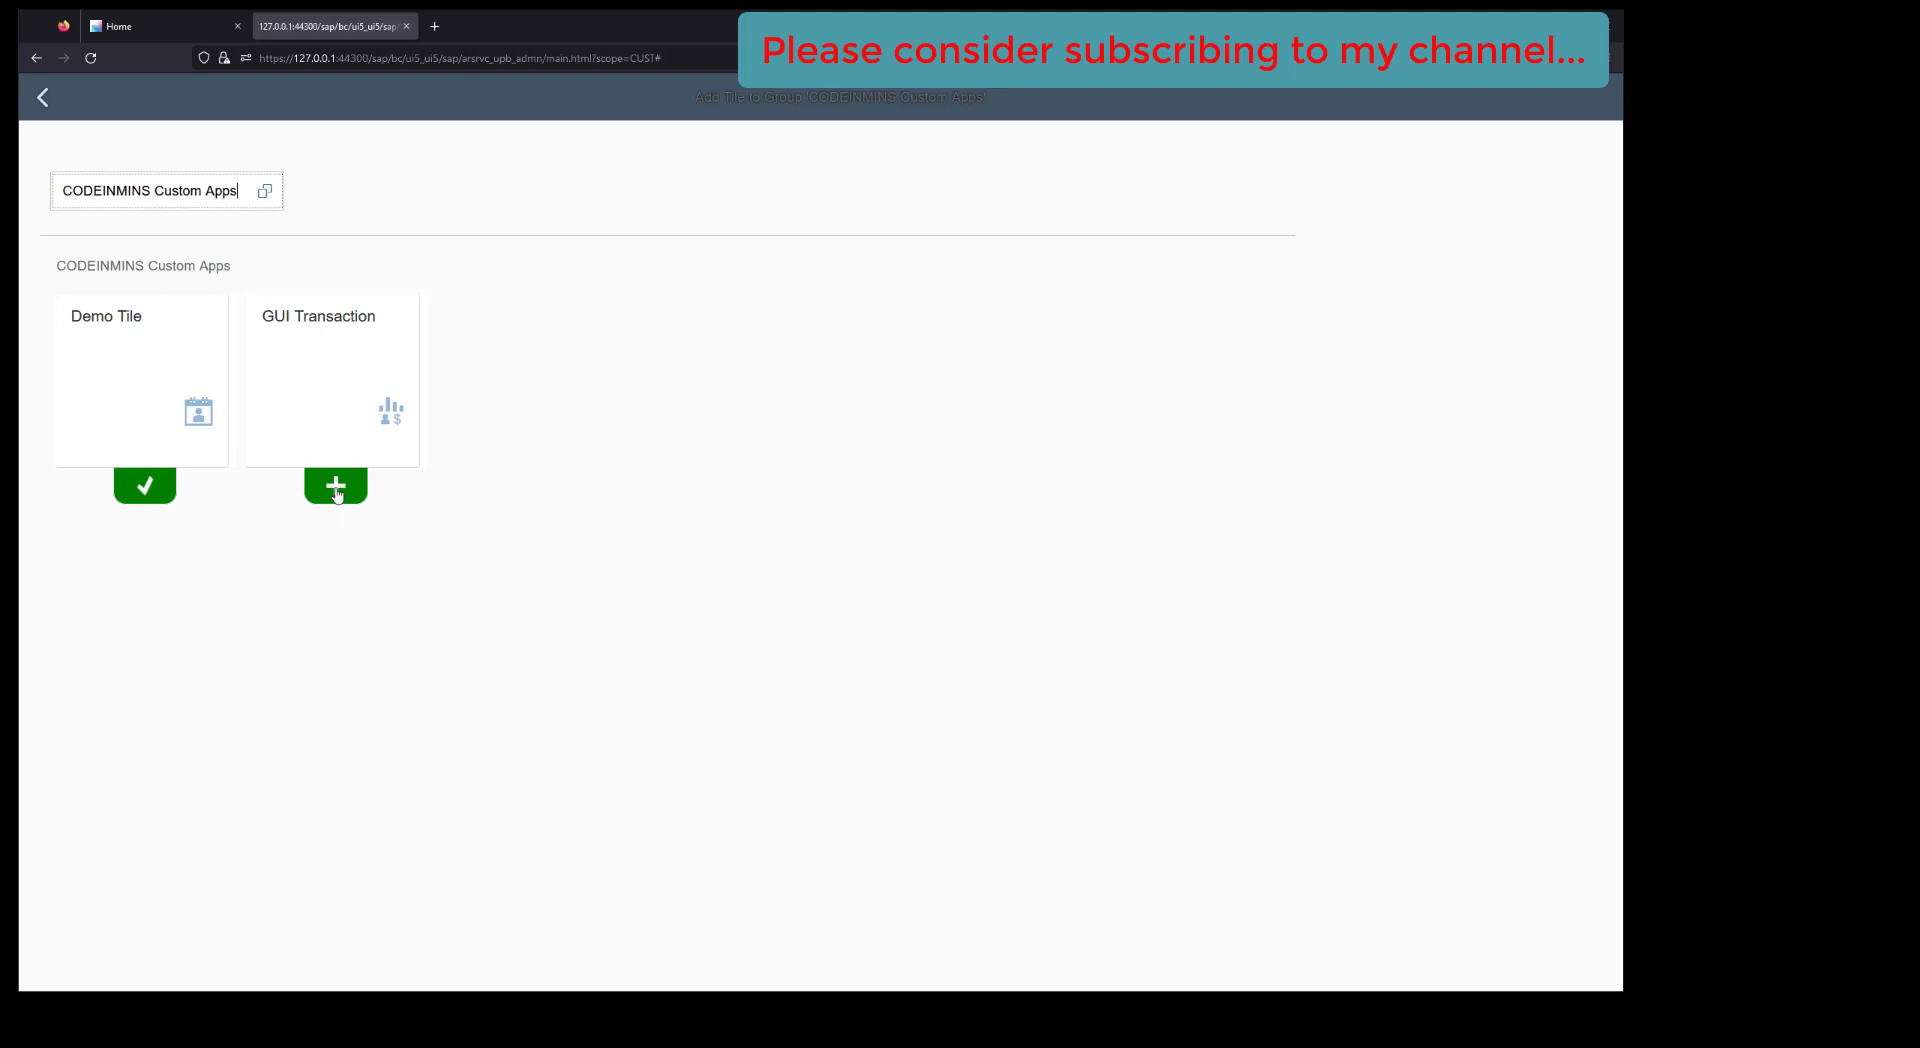 Home
127.0.0.1:44300/sap/bc/ui5_ui5/sap/
Please consider subscribing to my channel...
https://127.0.0.1:44300/sap/bc/ui5_ui5/sap/arsrvc_upb_admn/main.html?scope=CUST#
Add Tile to Group 'CODEINMINS Custom Apps'
CODEINMINS Custom Apps
CODEINMINS Custom Apps
Demo Tile
GUI Transaction